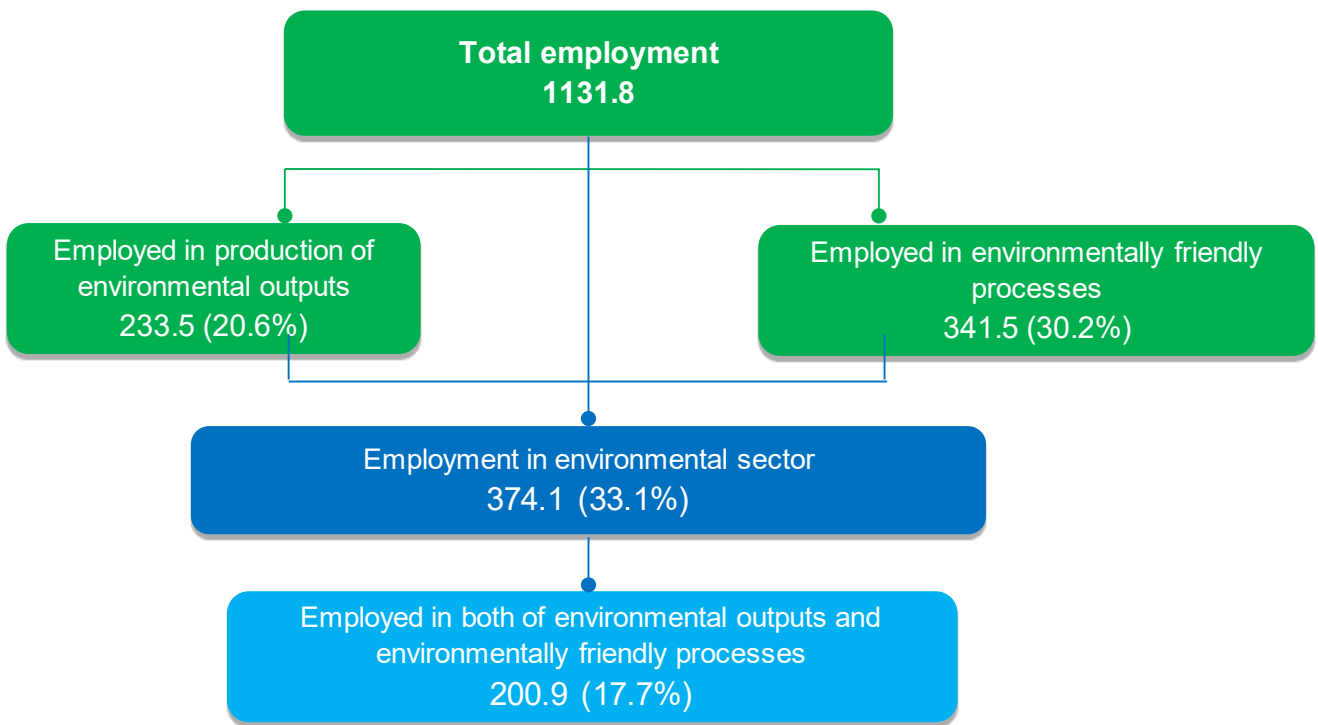 Total employment
1131.8
Employed in production of
environmental outputs
233.5 (20.6%)
Employed in environmentally friendly
processes
341.5 (30.2%)
Employment in environmental sector
374.1 (33.1%)
Employed in both of environmental outputs and
environmentally friendly processes
200.9 (17.7%)